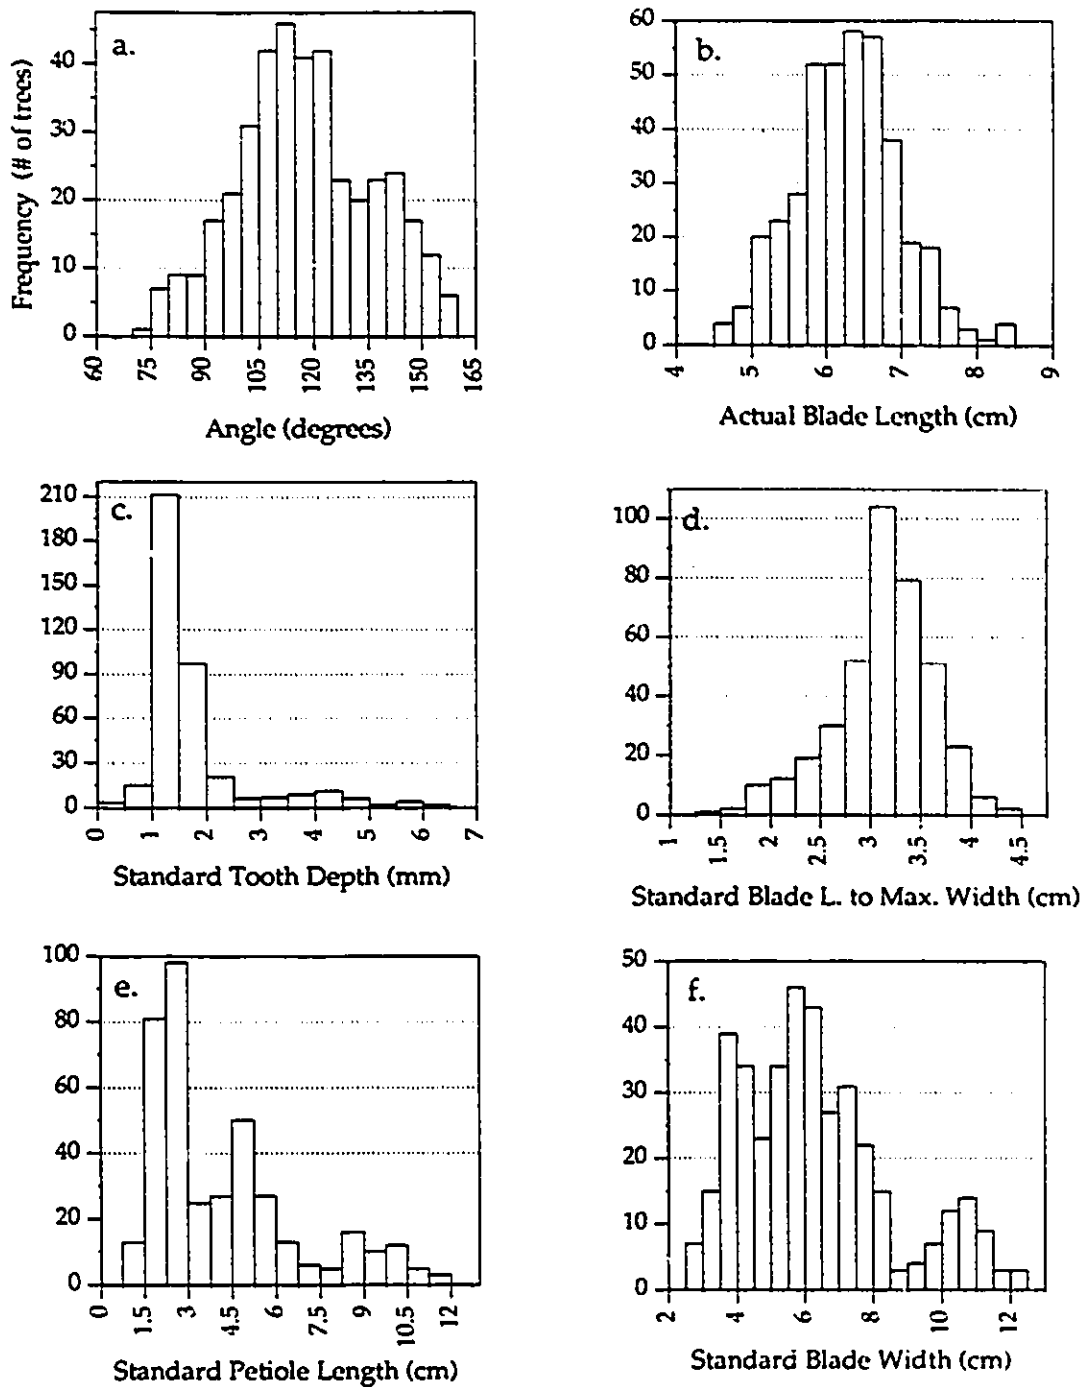 a.
Frequency (# of trees)
40
30
20
10
0
60 75 90 105 120 135 150 165
Angle (degrees)
b.
60
50
40
30
20
10
0
4 5 6 7 8 9
Actual Blade Length (cm)
c.
210
180
150
120
90
60
30
0
0 1 2 3 4 5 6 7
Standard Tooth Depth (mm)
d.
100
80
60
40
20
0
1 1.5 2 2.5 3 3.5 4 4.5
Standard Blade L. to Max. Width (cm)
e.
100
80
60
40
20
0
0 1.5 3 4.5 6 7.5 9 10.5 12
Standard Petiole Length (cm)
f.
50
40
30
20
10
0
2 4 6 8 10 12
Standard Blade Width (cm)